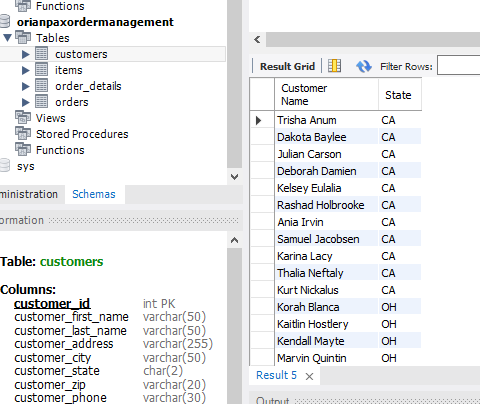 Functions
orianpaxordermanagement
Tables
customers
items
order_details
orders
Views
Stored Procedures
Functions
sys
ministration Schemas
ormation
Table: customers
Columns:
customer_id int PK
customer_first_name varchar(50)
customer_last_name varchar(50)
customer_address varchar(255)
customer_city varchar(50)
customer_state char(2)
customer_zip varchar(20)
customer_phone varchar(30)
Result Grid Filter Rows:
Customer
Name State
Trisha Anum CA
Dakota Baylee CA
Julian Carson CA
Deborah Damien CA
Kelsey Eulalia CA
Rashad Holbrooke CA
Ania Irvin CA
Samuel Jacobsen CA
Karina Lacy CA
Thalia Neftaly CA
Kurt Nickalus CA
Korah Blanca OH
Kaitlin Hostlery OH
Kendall Mayte OH
Marvin Quintin OH
Result 5
Output